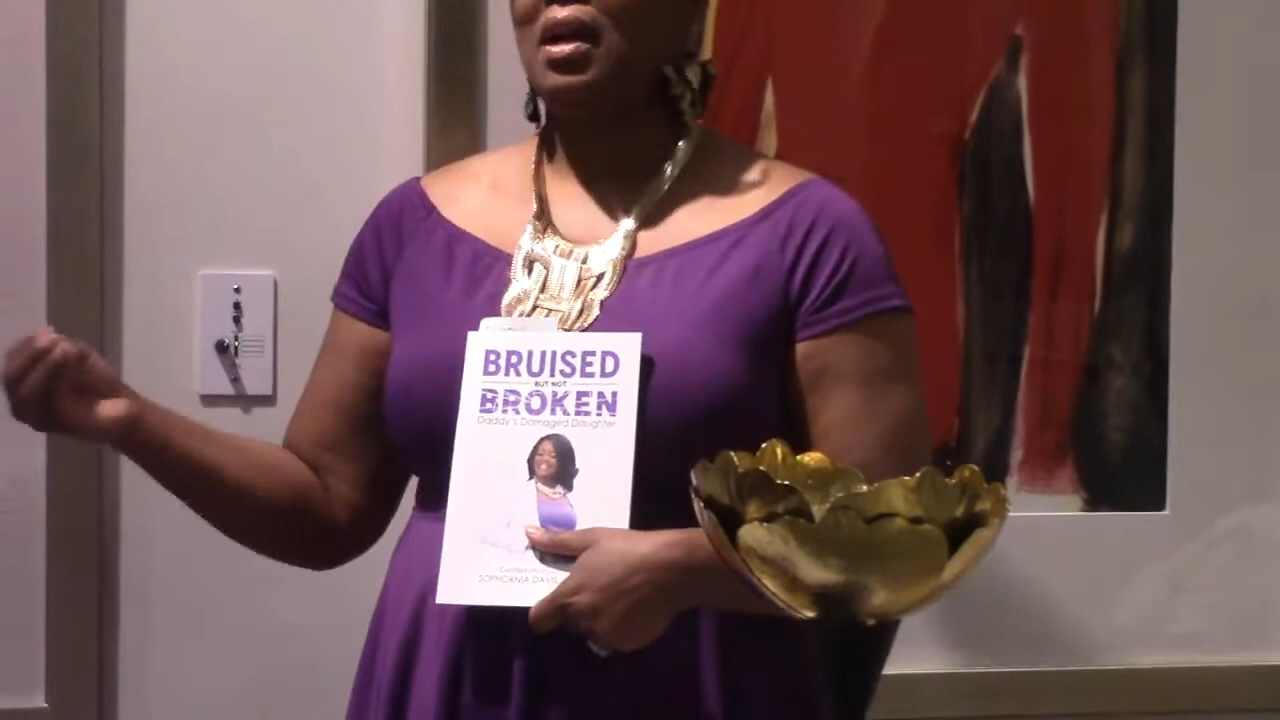 BRUISED
BUT NOT
BROKEN
Daddy's Damaged Daughter
SOPHORNIA DAVIS